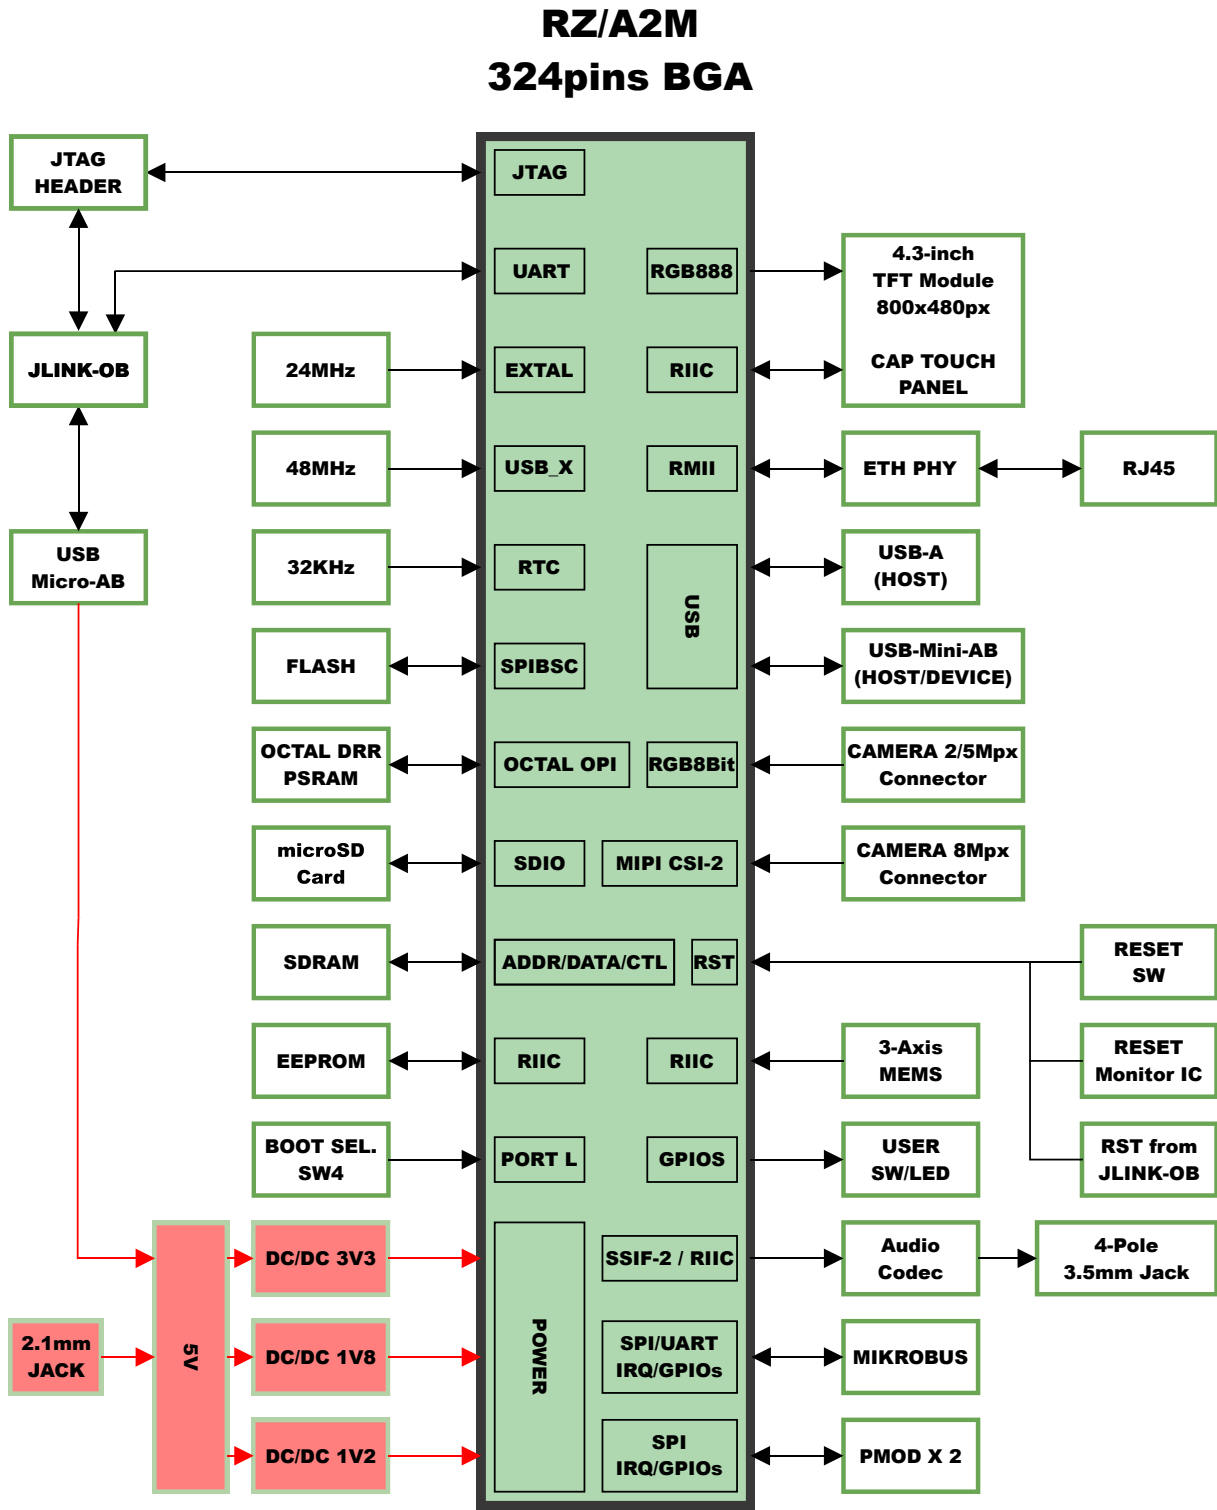 RZ/A2M
324pins BGA
JTAG
HEADER
JTAG
UART
RGB888
4.3-inch
TFT Module
800x480px
CAP TOUCH
PANEL
JLINK-OB
24MHz
EXTAL
RIIC
48MHz
USB_X
RMII
ETH PHY
RJ45
USB
Micro-AB
32KHz
RTC
USB
USB-A
(HOST)
FLASH
SPIBSC
USB-Mini-AB
(HOST/DEVICE)
OCTAL DRR
PSRAM
OCTAL OPI
RGB8Bit
CAMERA 2/5Mpx
Connector
microSD
Card
SDIO
MIPI CSI-2
CAMERA 8Mpx
Connector
SDRAM
ADDR/DATA/CTL
RST
RESET
SW
EEPROM
RIIC
RIIC
3-Axis
MEMS
RESET
Monitor IC
BOOT SEL.
SW4
PORT L
GPIOS
USER
SW/LED
RST from
JLINK-OB
5V
DC/DC 3V3
POWER
SSIF-2 / RIIC
Audio
Codec
4-Pole
3.5mm Jack
2.1mm
JACK
DC/DC 1V8
SPI/UART
IRQ/GPIOs
MIKROBUS
DC/DC 1V2
SPI
IRQ/GPIOs
PMOD X 2